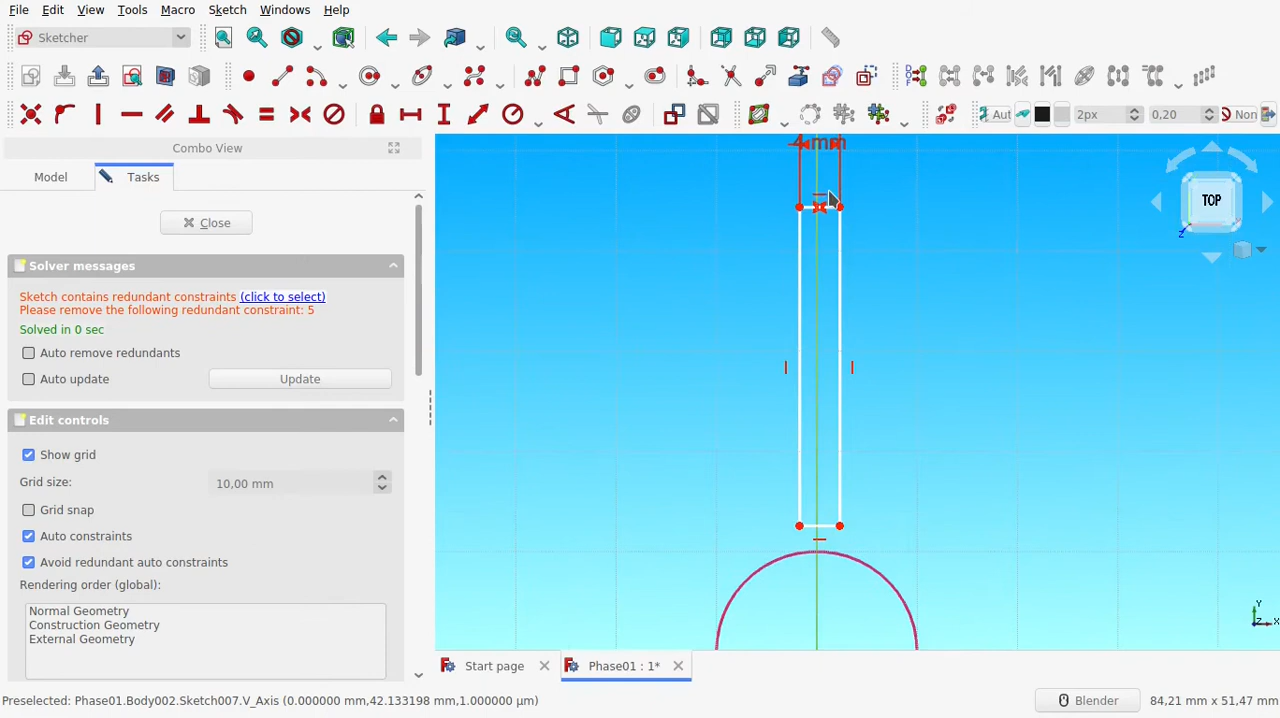 File Edit View Tools Macro Sketch Windows Help
Sketcher
Aut 2px 0,20 Non
Combo View
Model Tasks
Close
Solver messages
Sketch contains redundant constraints (click to select)
Please remove the following redundant constraint: 5
Solved in 0 sec
Auto remove redundants
Auto update Update
Edit controls
Show grid
Grid size: 10,00 mm
Grid snap
Auto constraints
Avoid redundant auto constraints
Rendering order (global):
Normal Geometry
Construction Geometry
External Geometry
4 mm
TOP
Z
Y
Z X
Start page Phase01 : 1*
Preselected: Phase01.Body002.Sketch007.V_Axis (0.000000 mm,42.133198 mm,1.000000 µm) Blender 84,21 mm x 51,47 mm